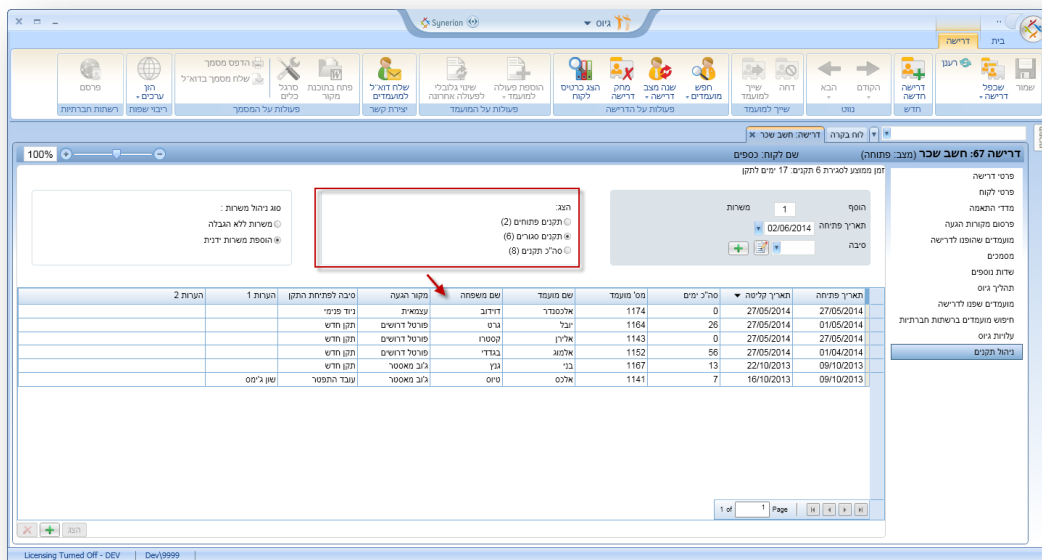 Synerion
גיוס
בית
דרישה
שמור
שכפל דרישה
רענן
דרישה חדשה
הקודם
הבא
דחה
שייך למועמד
חפש מועמדים
שנה מצב דרישה
מחק דרישה
הצג כרטיס לקוח
הוספת פעולה למועמד
שינוי גלובלי לפעולה אחרונה
שלח דוא"ל למועמדים
פתח בתוכנת מקור
סרגל כלים
הדפס מסמך
שלח מסמך בדוא"ל
הזן ערכים
פרסם
חדש
נווט
שייך למועמד
פעולות על הדרישה
פעולות על המועמד
יצירת קשר
פעולות על המסמך
ריבוי שפות
רשתות חברתיות
לוח בקרה
דרישה: חשב שכר
דרישה 67: חשב שכר (מצב: פתוחה) שם לקוח: כספים
100%
פרטי דרישה
פרטי לקוח
מדדי התאמה
פרסום מקורות הגעה
מועמדים שהופנו לדרישה
מסמכים
שדות נוספים
תהליך גיוס
מועמדים שפנו לדרישה
חיפוש מועמדים ברשתות חברתיות
עלויות גיוס
ניהול תקנים
זמן ממוצע לסגירת 6 תקנים: 17 ימים לתקן
הוסף 1 משרות
תאריך פתיחה 02/06/2014
סיבה
הצג:
תקנים פתוחים (2)
תקנים סגורים (6)
סה"כ תקנים (8)
סוג ניהול משרות :
משרות ללא הגבלה
הוספת משרות ידנית
תאריך פתיחה תאריך קליטה סה"כ ימים מס' מועמד שם מועמד שם משפחה מקור הגעה סיבה לפתיחת התקן הערות 1 הערות 2
27/05/2014 27/05/2014 0 1174 אלכסנדר דוידוב עצמאית ניוד פנימי
01/05/2014 27/05/2014 26 1164 יובל גרט פורטל דרושים תקן חדש
27/05/2014 27/05/2014 0 1143 אלירן קסטרו פורטל דרושים תקן חדש
01/04/2014 27/05/2014 56 1152 אלמוג בגדדי פורטל דרושים תקן חדש
09/10/2013 22/10/2013 13 1167 בני גנץ ג'וב מאסטר תקן חדש
09/10/2013 16/10/2013 7 1141 אלכס טיוס ג'וב מאסטר עובד התפטר שון ג'ימס
1 of 1 Page
הצג
Licensing Turned Off - DEV Dev\9999